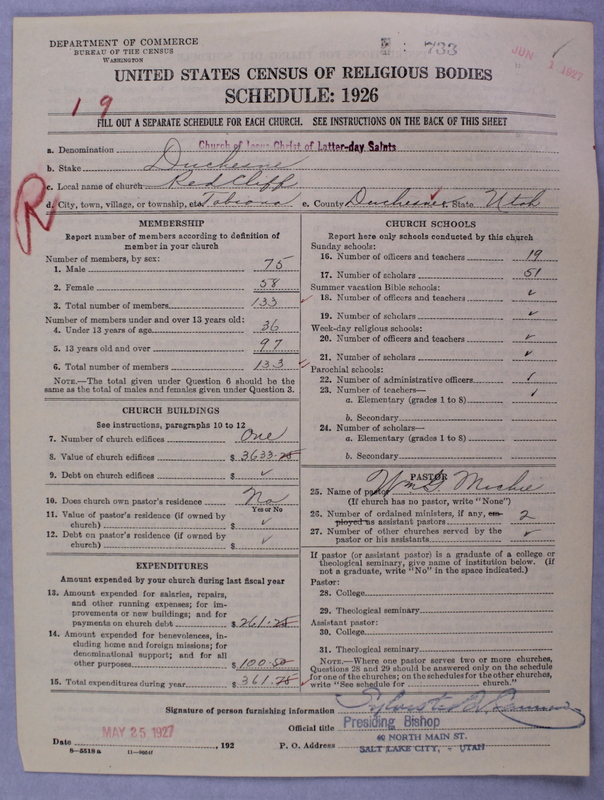 DEPARTMENT OF COMMERCE
BUREAU OF THE CENSUS
WASHINGTON
733
JUN 1 1927
UNITED STATES CENSUS OF RELIGIOUS BODIES
SCHEDULE: 1926
1 9
FILL OUT A SEPARATE SCHEDULE FOR EACH CHURCH. SEE INSTRUCTIONS ON THE BACK OF THIS SHEET
a. Denomination Church of Jesus Christ of Latter-day Saints
b. Stake Duchesne
c. Local name of church Redcliff
d. City, town, village, or township, etc. Tabiona e. County Duchesne State Utah
R
MEMBERSHIP
Report number of members according to definition of
member in your church
Number of members, by sex:
1. Male 75
2. Female 58
3. Total number of members 133
Number of members under and over 13 years old:
4. Under 13 years of age 36
5. 13 years old and over 97
6. Total number of members 133
NOTE.—The total given under Question 6 should be the
same as the total of males and females given under Question 3.
CHURCH BUILDINGS
See instructions, paragraphs 10 to 12
7. Number of church edifices One
8. Value of church edifices $ 3633.25
9. Debt on church edifices $ ✓
10. Does church own pastor's residence No
Yes or No
11. Value of pastor's residence (if owned by
church) $ ✓
12. Debt on pastor's residence (if owned by
church) $ ✓
EXPENDITURES
Amount expended by your church during last fiscal year
13. Amount expended for salaries, repairs,
and other running expenses; for im-
provements or new buildings; and for
payments on church debt $ 261.25
14. Amount expended for benevolences, in-
cluding home and foreign missions; for
denominational support; and for all
other purposes $ 100.50
15. Total expenditures during year $ 361.75
CHURCH SCHOOLS
Report here only schools conducted by this church
Sunday schools:
16. Number of officers and teachers 19
17. Number of scholars 51
Summer vacation Bible schools:
18. Number of officers and teachers ✓
19. Number of scholars ✓
Week-day religious schools:
20. Number of officers and teachers ✓
21. Number of scholars ✓
Parochial schools:
22. Number of administrative officers ✓
23. Number of teachers—
a. Elementary (grades 1 to 8) ✓
b. Secondary
24. Number of scholars—
a. Elementary (grades 1 to 8)
b. Secondary
PASTOR
25. Name of pastor Wm G Michie
(If church has no pastor, write "None")
26. Number of ordained ministers, if any, em-
ployed as assistant pastors 2
27. Number of other churches served by the
pastor or his assistants ✓
If pastor (or assistant pastor) is a graduate of a college or
theological seminary, give name of institution below. (If
not a graduate, write "No" in the space indicated.)
Pastor:
28. College
29. Theological seminary
Assistant pastor:
30. College
31. Theological seminary
NOTE.—Where one pastor serves two or more churches,
Questions 28 and 29 should be answered only on the schedule
for one of the churches; on the schedules for the other churches,
write "See schedule for church."
Signature of person furnishing information Sylvester Q. Cannon
Official title Presiding Bishop
Date MAY 25 1927, 192 P. O. Address 40 NORTH MAIN ST.
SALT LAKE CITY, - UTAH
8—5518a